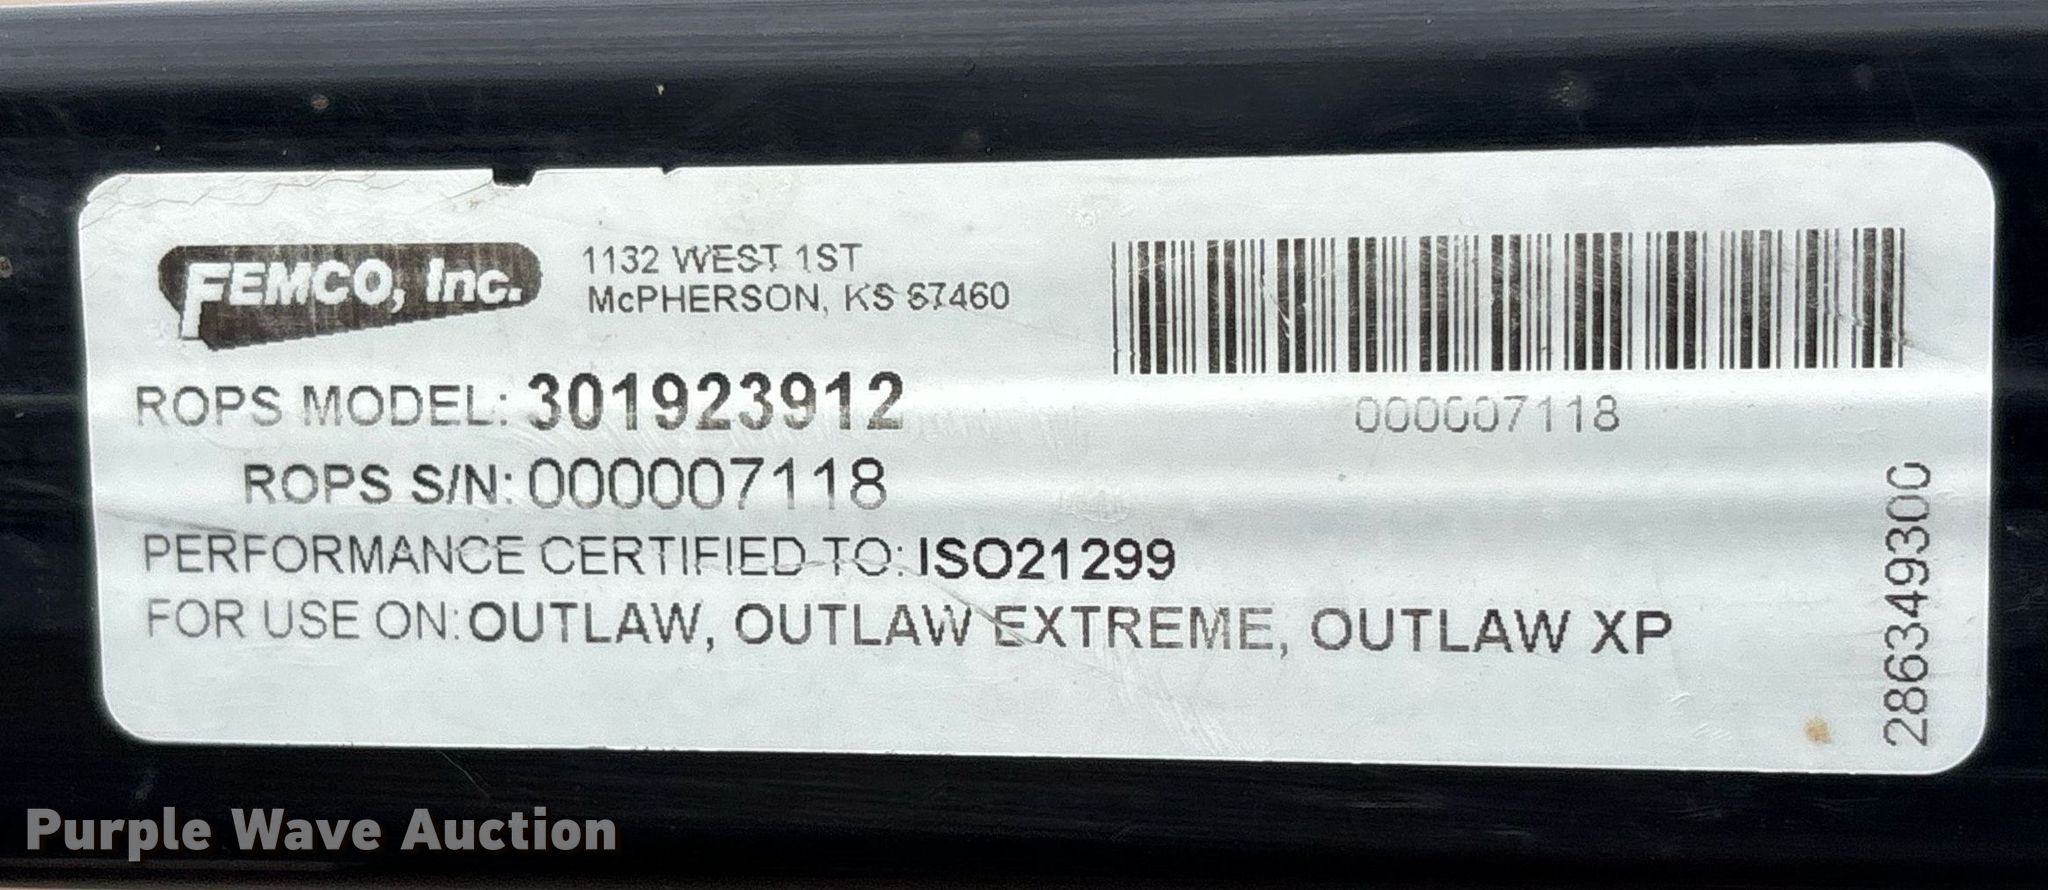 FEMCO, Inc.
1132 WEST 1ST
McPHERSON, KS 67460
ROPS MODEL: 301923912
000007118
ROPS S/N: 000007118
PERFORMANCE CERTIFIED TO: ISO21299
FOR USE ON: OUTLAW, OUTLAW EXTREME, OUTLAW XP
2863449300
Purple Wave Auction